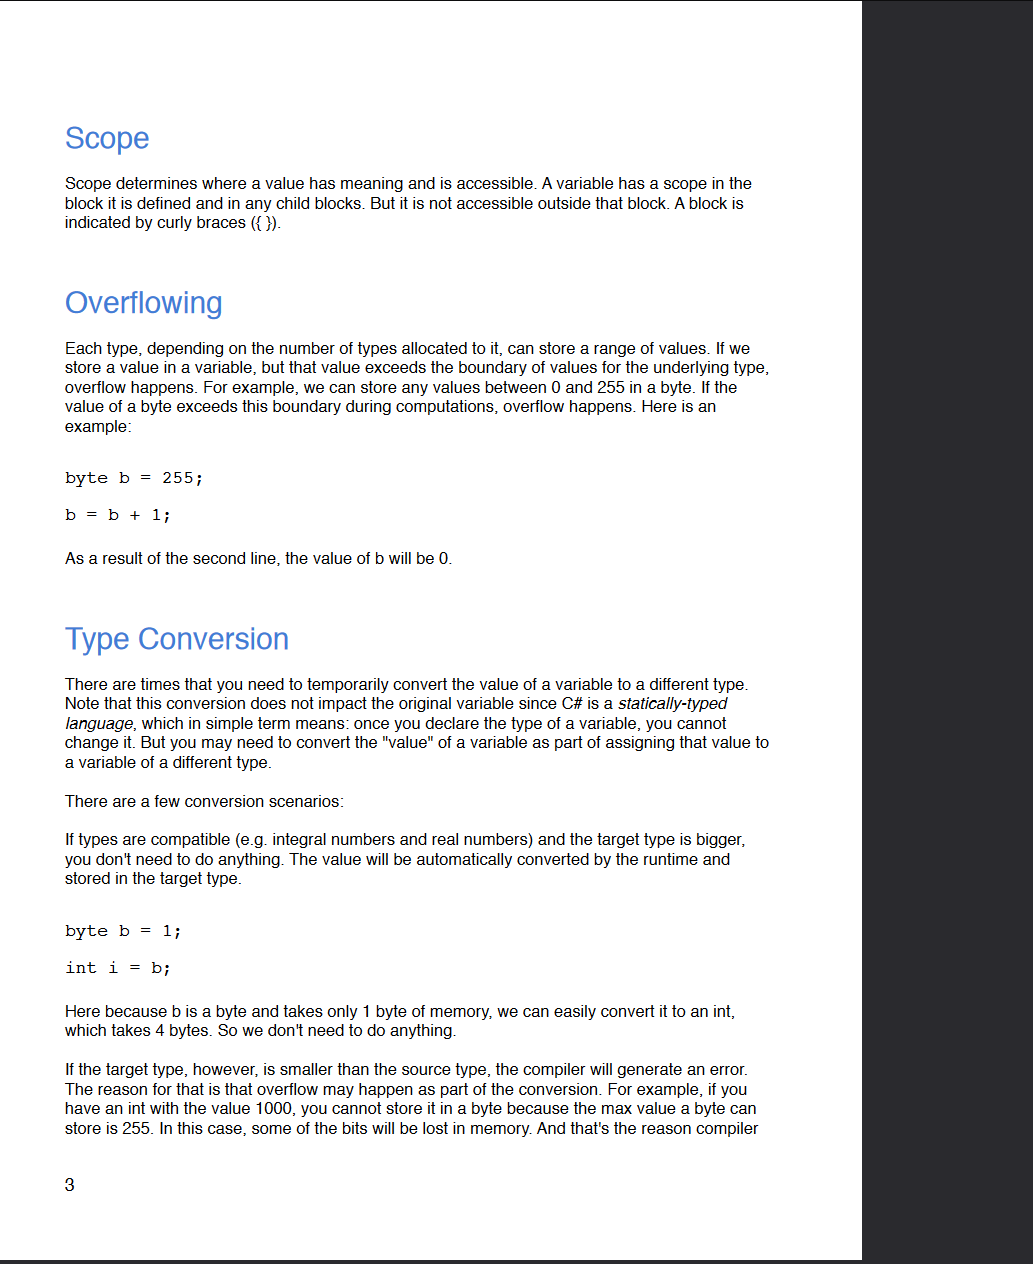 Scope
Scope determines where a value has meaning and is accessible. A variable has a scope in the
block it is defined and in any child blocks. But it is not accessible outside that block. A block is
indicated by curly braces ({ }).
Overflowing
Each type, depending on the number of types allocated to it, can store a range of values. If we
store a value in a variable, but that value exceeds the boundary of values for the underlying type,
overflow happens. For example, we can store any values between 0 and 255 in a byte. If the
value of a byte exceeds this boundary during computations, overflow happens. Here is an
example:
byte b = 255;
b = b + 1;
As a result of the second line, the value of b will be 0.
Type Conversion
There are times that you need to temporarily convert the value of a variable to a different type.
Note that this conversion does not impact the original variable since C# is a statically-typed
language, which in simple term means: once you declare the type of a variable, you cannot
change it. But you may need to convert the "value" of a variable as part of assigning that value to
a variable of a different type.
There are a few conversion scenarios:
If types are compatible (e.g. integral numbers and real numbers) and the target type is bigger,
you don't need to do anything. The value will be automatically converted by the runtime and
stored in the target type.
byte b = 1;
int i = b;
Here because b is a byte and takes only 1 byte of memory, we can easily convert it to an int,
which takes 4 bytes. So we don't need to do anything.
If the target type, however, is smaller than the source type, the compiler will generate an error.
The reason for that is that overflow may happen as part of the conversion. For example, if you
have an int with the value 1000, you cannot store it in a byte because the max value a byte can
store is 255. In this case, some of the bits will be lost in memory. And that's the reason compiler
3